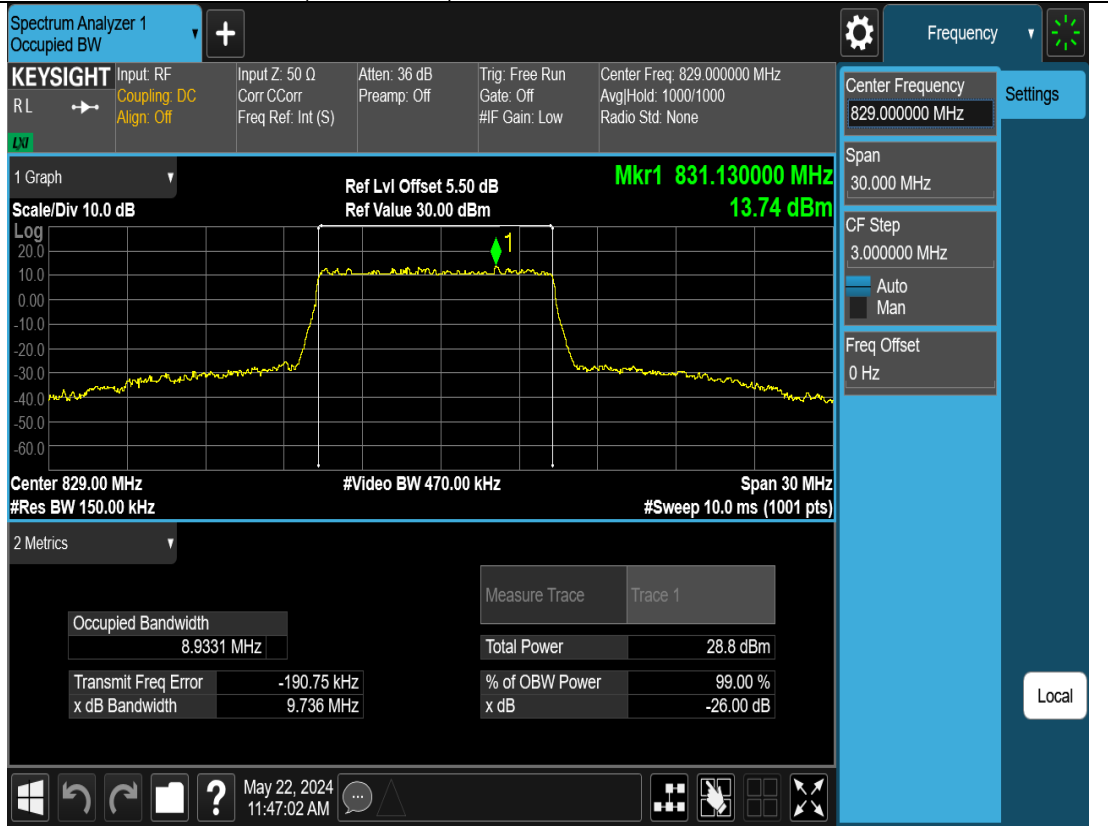 Spectrum Analyzer 1
Occupied BW
+
Frequency
KEYSIGHT
R L
LXI
Input: RF
Coupling: DC
Align: Off
Input Z: 50 Ω
Corr CCorr
Freq Ref: Int (S)
Atten: 36 dB
Preamp: Off
Trig: Free Run
Gate: Off
#IF Gain: Low
Center Freq: 829.000000 MHz
Avg|Hold: 1000/1000
Radio Std: None
Center Frequency
829.000000 MHz
Settings
Span
30.000 MHz
CF Step
3.000000 MHz
Auto
Man
Freq Offset
0 Hz
Local
1 Graph
Scale/Div 10.0 dB
Ref Lvl Offset 5.50 dB
Ref Value 30.00 dBm
Mkr1 831.130000 MHz
13.74 dBm
Log
1
20.0
10.0
0.00
-10.0
-20.0
-30.0
-40.0
-50.0
-60.0
Center 829.00 MHz
#Video BW 470.00 kHz
Span 30 MHz
#Res BW 150.00 kHz
#Sweep 10.0 ms (1001 pts)
2 Metrics
Measure Trace Trace 1
Occupied Bandwidth
8.9331 MHz
Total Power 28.8 dBm
Transmit Freq Error -190.75 kHz
% of OBW Power 99.00 %
x dB Bandwidth 9.736 MHz
x dB -26.00 dB
?
May 22, 2024
11:47:02 AM